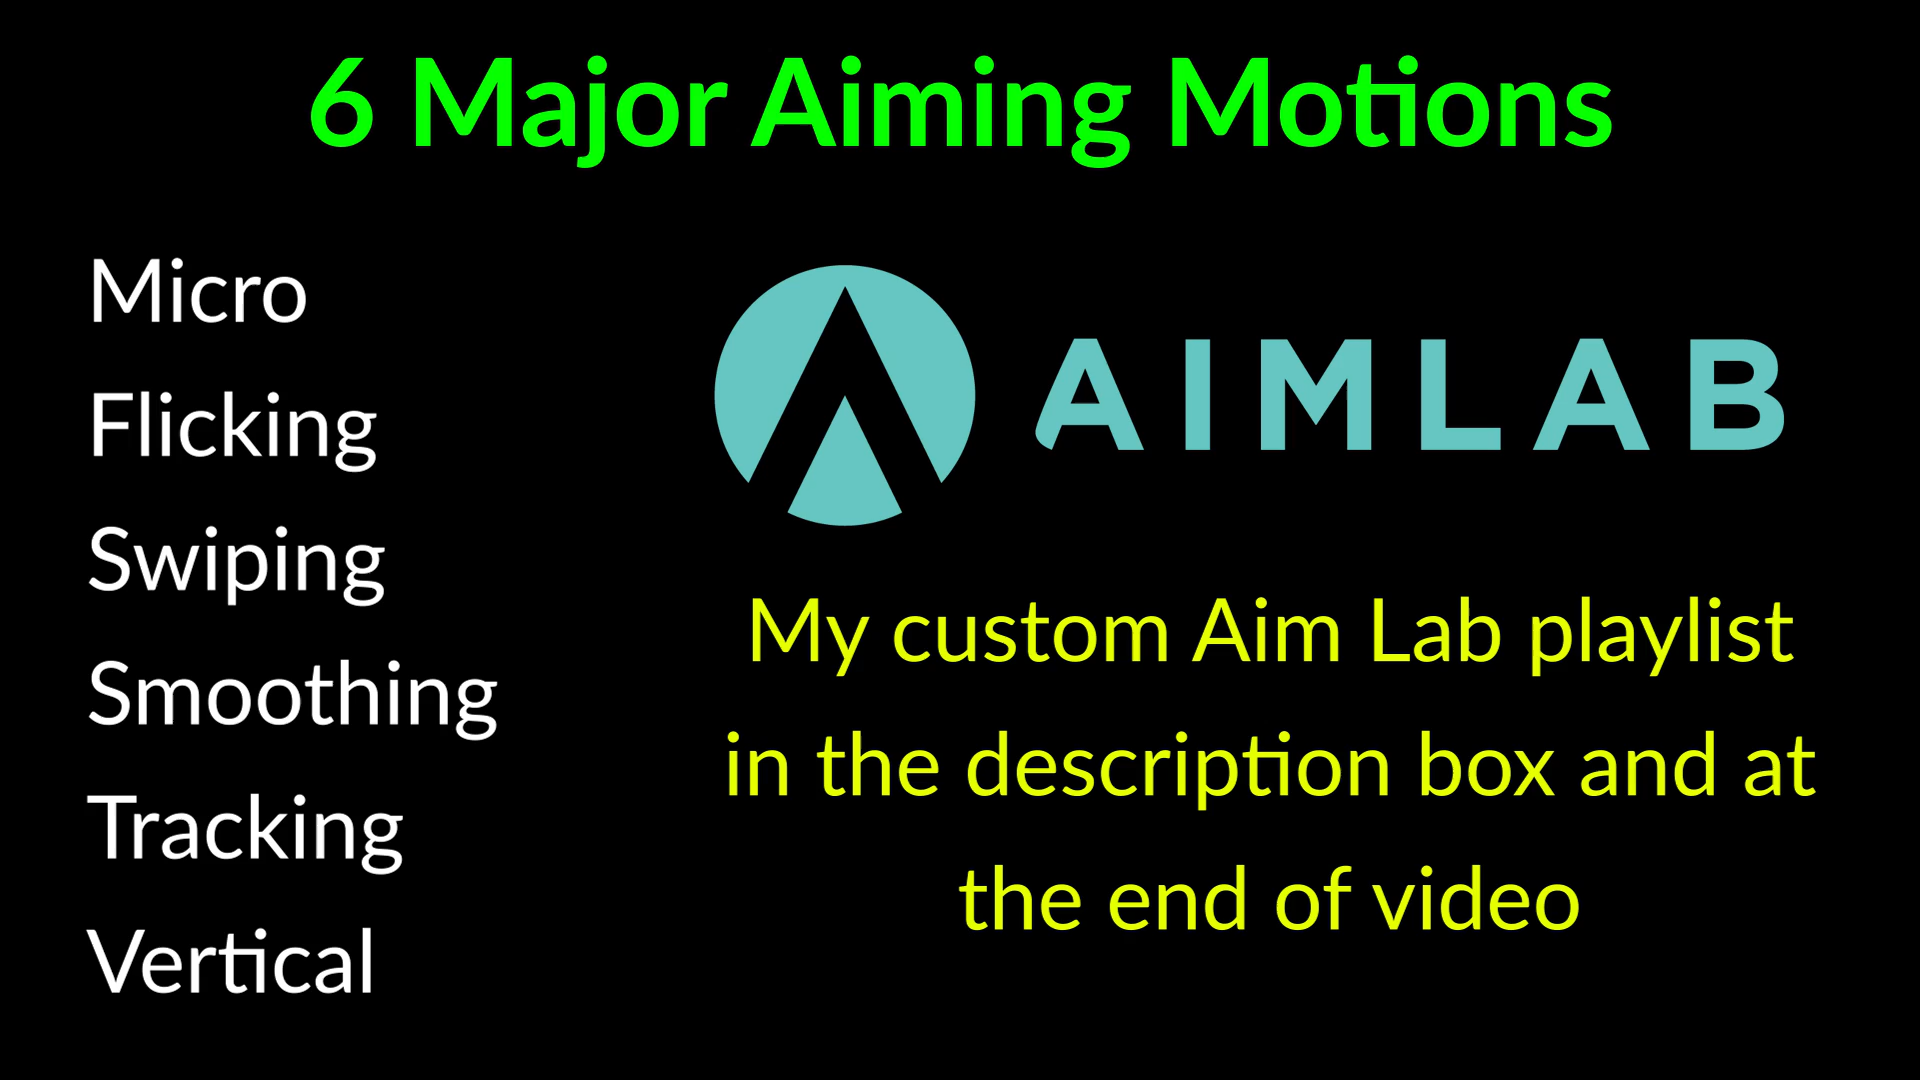 6 Major Aiming Motions
Micro
Flicking
Swiping
Smoothing
Tracking
Vertical
AIMLAB
My custom Aim Lab playlist
in the description box and at
the end of video